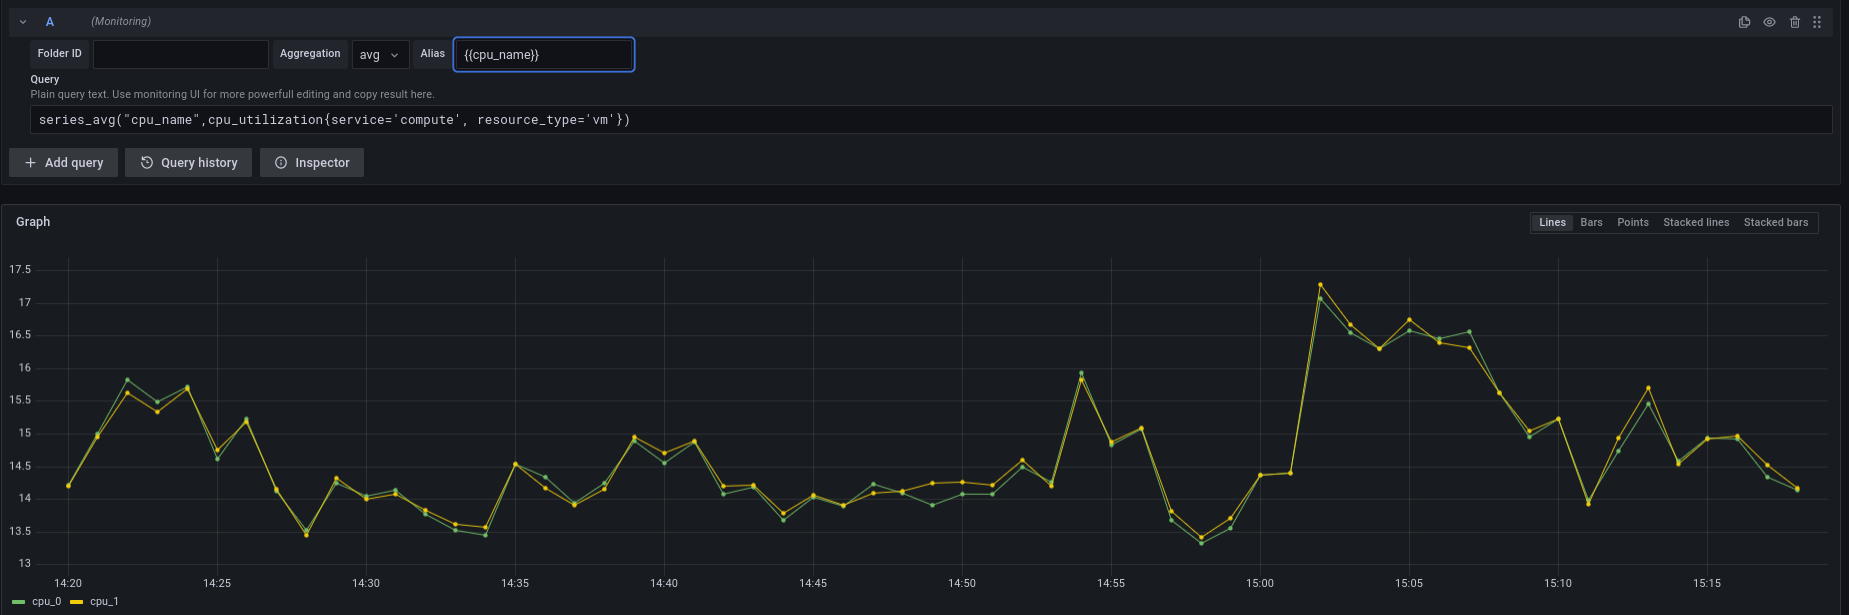 A (Monitoring)
Folder ID Aggregation avg Alias {{cpu_name}}
Query
Plain query text. Use monitoring UI for more powerfull editing and copy result here.
series_avg("cpu_name",cpu_utilization{service='compute', resource_type='vm'})
Add query Query history Inspector
Graph Lines Bars Points Stacked lines Stacked bars
17.5
17
16.5
16
15.5
15
14.5
14
13.5
13
14:20 14:25 14:30 14:35 14:40 14:45 14:50 14:55 15:00 15:05 15:10 15:15
cpu_0 cpu_1